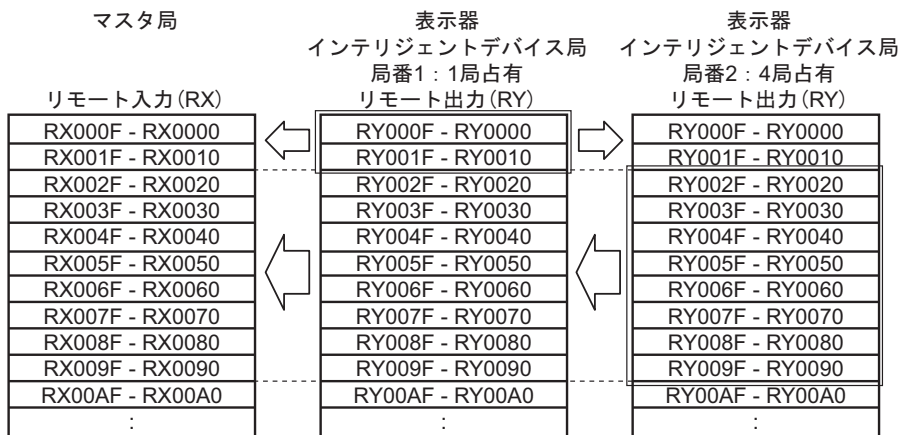 マスタ局
リモート入力(RX)
RX000F - RX0000
RX001F - RX0010
RX002F - RX0020
RX003F - RX0030
RX004F - RX0040
RX005F - RX0050
RX006F - RX0060
RX007F - RX0070
RX008F - RX0080
RX009F - RX0090
RX00AF - RX00A0
:
表示器
インテリジェントデバイス局
局番1：1局占有
リモート出力(RY)
RY000F - RY0000
RY001F - RY0010
RY002F - RY0020
RY003F - RY0030
RY004F - RY0040
RY005F - RY0050
RY006F - RY0060
RY007F - RY0070
RY008F - RY0080
RY009F - RY0090
RY00AF - RY00A0
:
表示器
インテリジェントデバイス局
局番2：4局占有
リモート出力(RY)
RY000F - RY0000
RY001F - RY0010
RY002F - RY0020
RY003F - RY0030
RY004F - RY0040
RY005F - RY0050
RY006F - RY0060
RY007F - RY0070
RY008F - RY0080
RY009F - RY0090
RY00AF - RY00A0
: